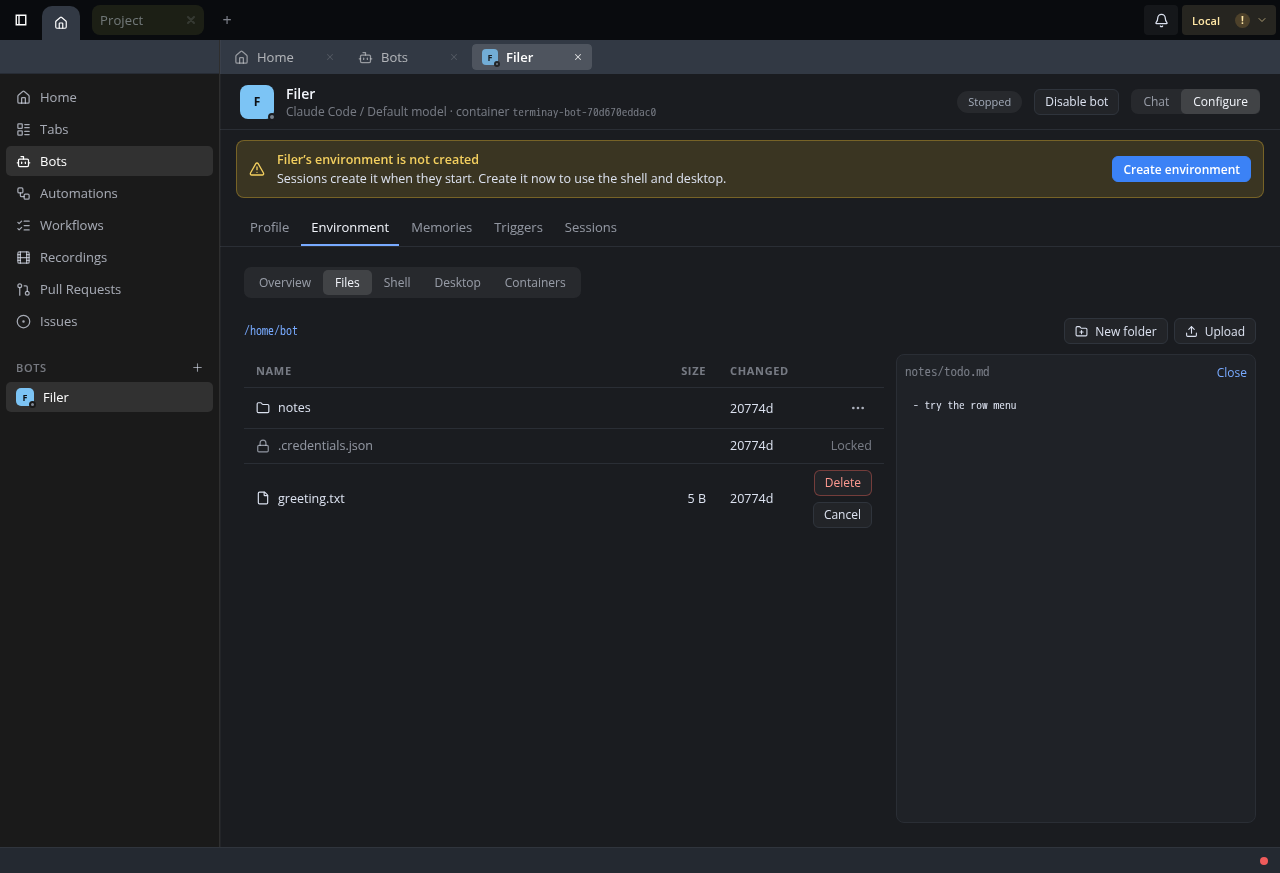 Project
Local
!
Home
Bots
F
Filer
Home
Tabs
Bots
Automations
Workflows
Recordings
Pull Requests
Issues
BOTS
F
Filer
F
Filer
Claude Code / Default model · container terminay-bot-70d670eddac0
Stopped
Disable bot
Chat
Configure
Filer’s environment is not created
Sessions create it when they start. Create it now to use the shell and desktop.
Create environment
Profile
Environment
Memories
Triggers
Sessions
Overview
Files
Shell
Desktop
Containers
/home/bot
New folder
Upload
NAME SIZE CHANGED
notes 20774d
.credentials.json 20774d Locked
greeting.txt 5 B 20774d
Delete
Cancel
notes/todo.md
Close
- try the row menu